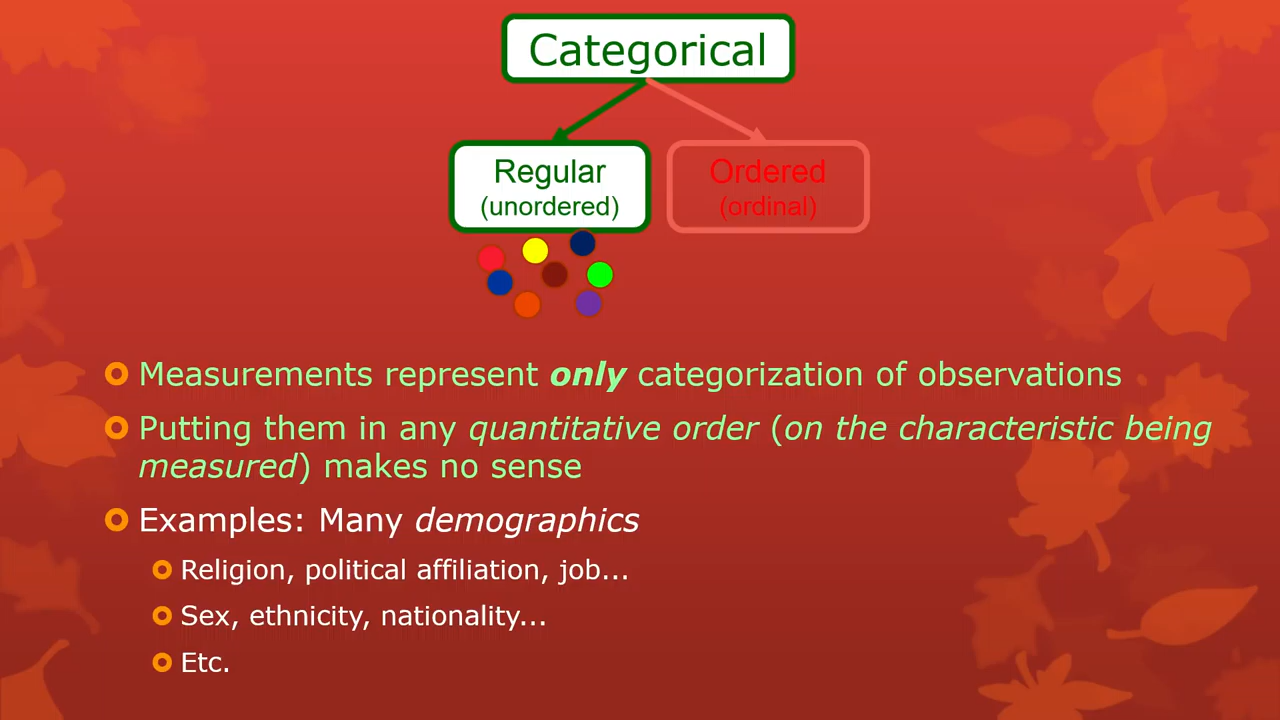 Categorical
Regular
(unordered)
Ordered
(ordinal)
Measurements represent only categorization of observations
Putting them in any quantitative order (on the characteristic being
measured) makes no sense
Examples: Many demographics
Religion, political affiliation, job...
Sex, ethnicity, nationality...
Etc.